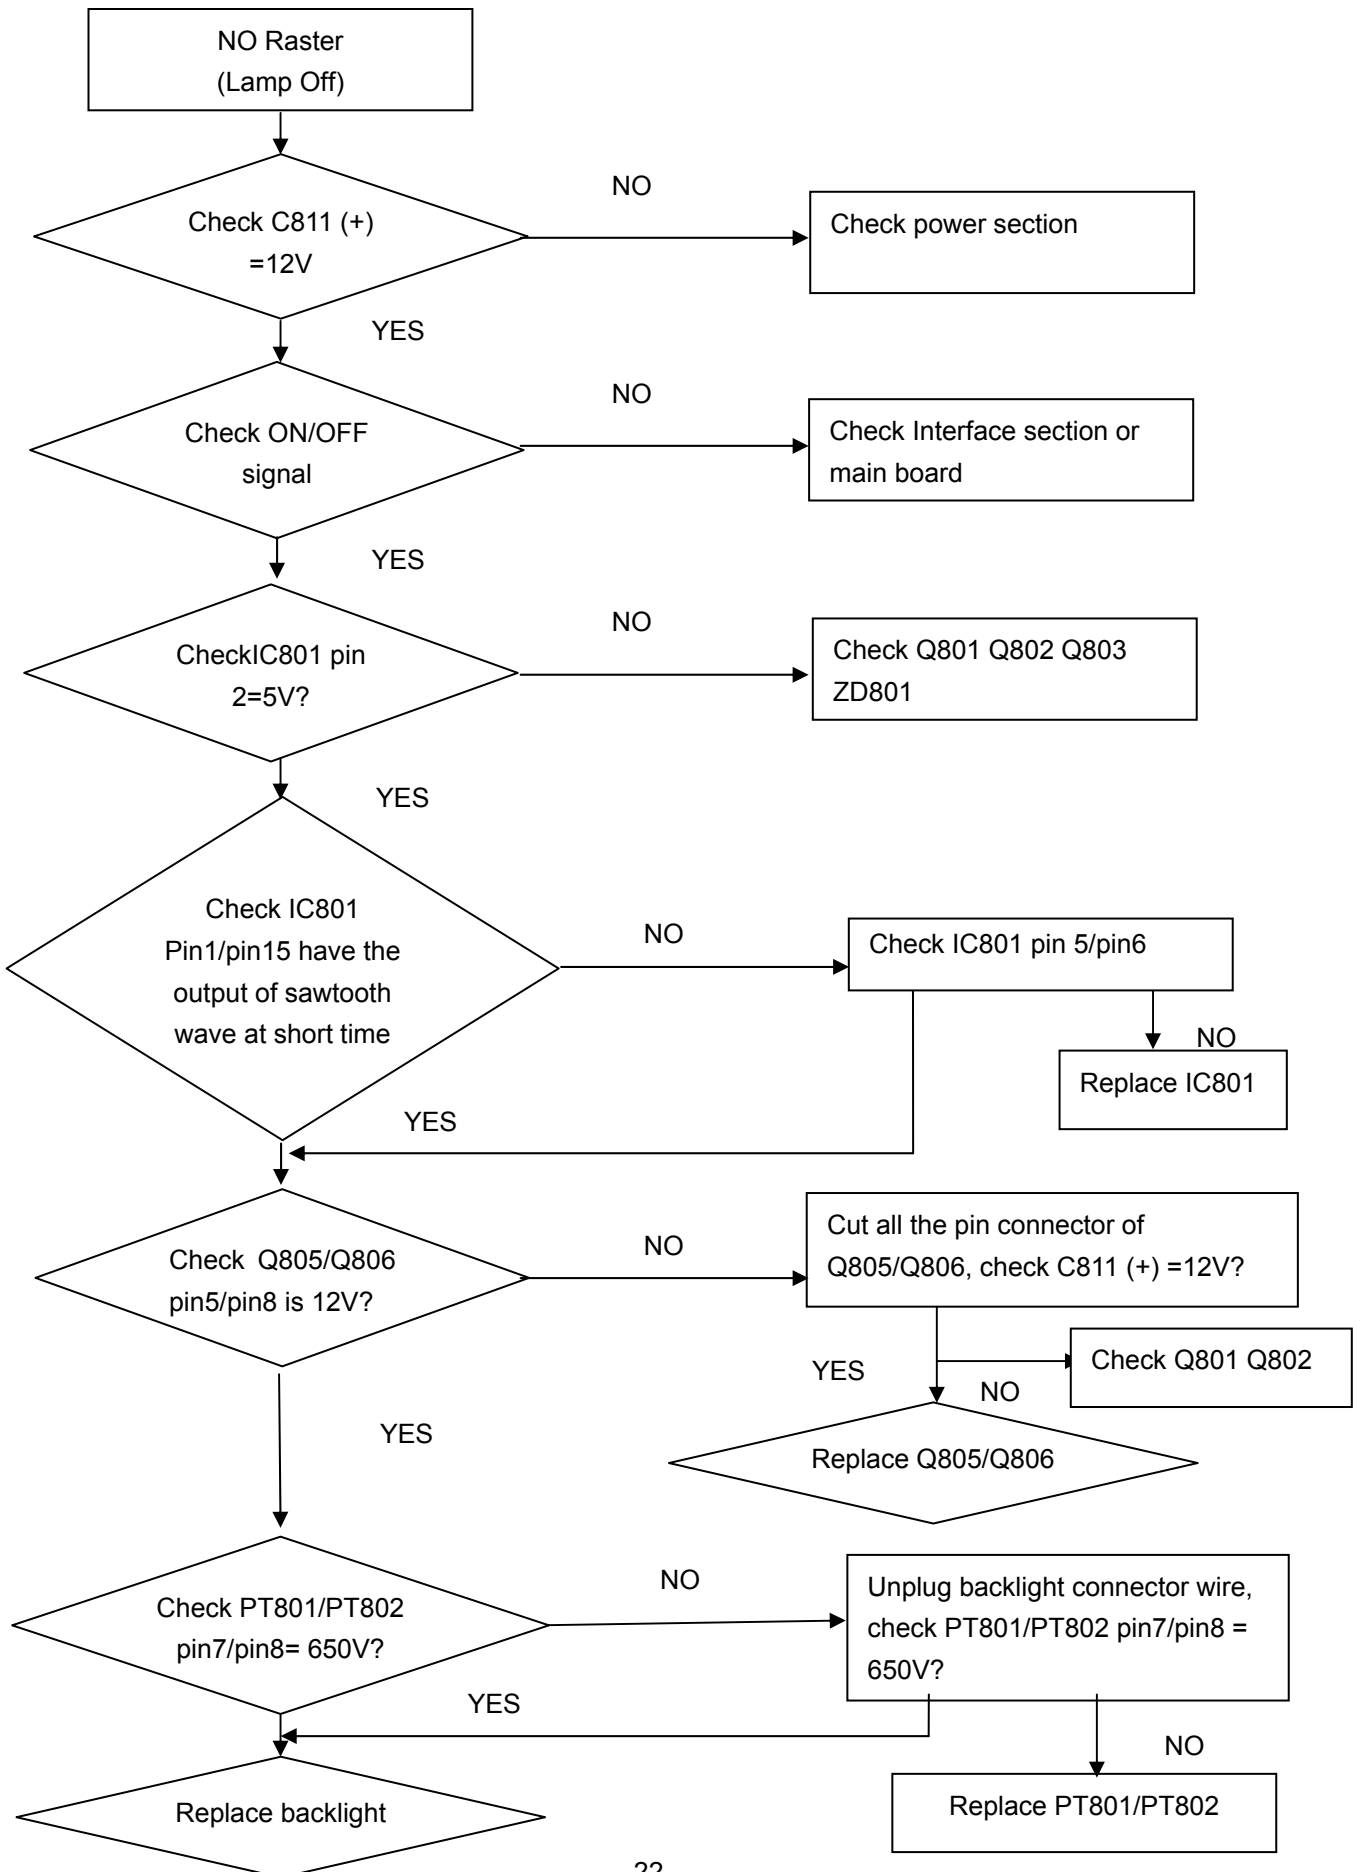 NO Raster
(Lamp Off)
NO
Check C811 (+)
=12V
Check power section
YES
NO
Check ON/OFF
signal
Check Interface section or
main board
YES
NO
CheckIC801 pin
2=5V?
Check Q801 Q802 Q803
ZD801
YES
Check IC801
Pin1/pin15 have the
output of sawtooth
wave at short time
NO
Check IC801 pin 5/pin6
NO
Replace IC801
YES
Check  Q805/Q806
pin5/pin8 is 12V?
NO
Cut all the pin connector of
Q805/Q806, check C811 (+) =12V?
YES
Check Q801 Q802
NO
YES
Replace Q805/Q806
Check PT801/PT802
pin7/pin8= 650V?
NO
Unplug backlight connector wire,
check PT801/PT802 pin7/pin8 =
650V?
YES
NO
Replace backlight
Replace PT801/PT802
22